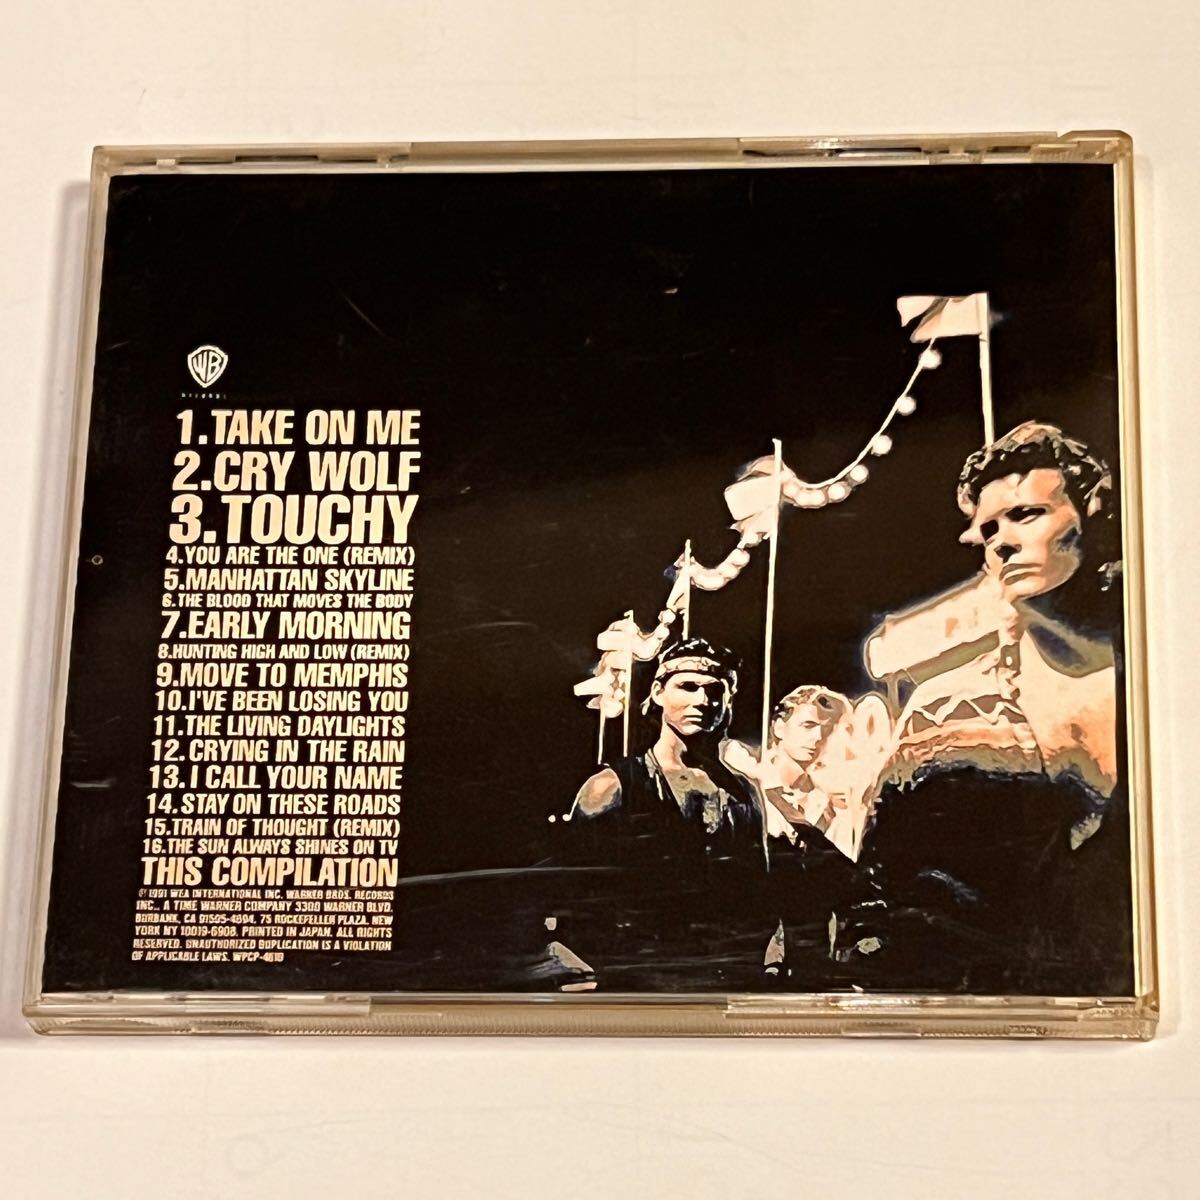 WB
1.TAKE ON ME
2.CRY WOLF
3.TOUCHY
4.YOU ARE THE ONE (REMIX)
5.MANHATTAN SKYLINE
6.THE BLOOD THAT MOVES THE BODY
7.EARLY MORNING
8.HUNTING HIGH AND LOW (REMIX)
9.MOVE TO MEMPHIS
10.I'VE BEEN LOSING YOU
11.THE LIVING DAYLIGHTS
12.CRYING IN THE RAIN
13.I CALL YOUR NAME
14.STAY ON THESE ROADS
15.TRAIN OF THOUGHT (REMIX)
16.THE SUN ALWAYS SHINES ON TV
THIS COMPILATION
℗ 1991 WEA INTERNATIONAL INC. WARNER BROS. RECORDS
INC., A TIME WARNER COMPANY 3300 WARNER BLVD.
BURBANK, CA 91505-4694. 75 ROCKEFELLER PLAZA. NEW
YORK NY 10019-6908. PRINTED IN JAPAN. ALL RIGHTS
RESERVED. UNAUTHORIZED DUPLICATION IS A VIOLATION
OF APPLICABLE LAWS. WPCP-4610